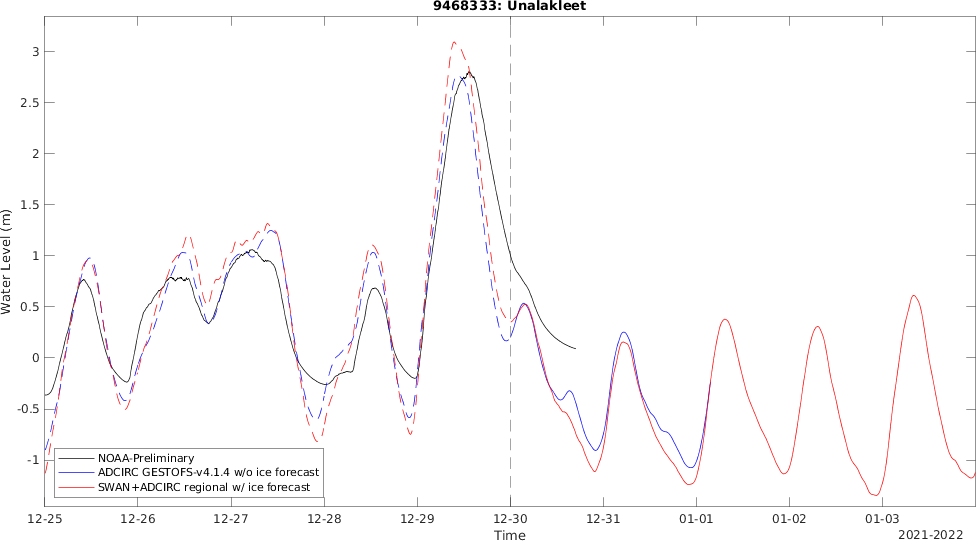 9468333: Unalakleet
Water Level (m)
3
2.5
2
1.5
1
0.5
0
-0.5
-1
NOAA-Preliminary
ADCIRC GESTOFS-v4.1.4 w/o ice forecast
SWAN+ADCIRC regional w/ ice forecast
12-25 12-26 12-27 12-28 12-29 12-30 12-31 01-01 01-02 01-03
Time
2021-2022